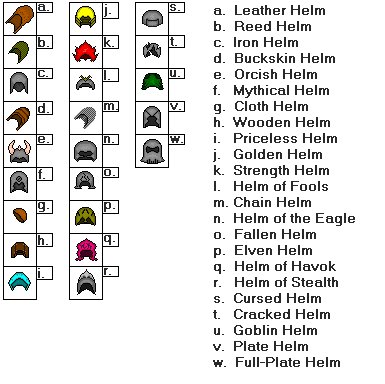 a.
b.
c.
d.
e.
f.
g.
h.
i.
j.
k.
l.
m.
n.
o.
p.
q.
r.
s.
t.
u.
v.
w.
a. Leather Helm
b. Reed Helm
c. Iron Helm
d. Buckskin Helm
e. Orcish Helm
f. Mythical Helm
g. Cloth Helm
h. Wooden Helm
i. Priceless Helm
j. Golden Helm
k. Strength Helm
l. Helm of Fools
m. Chain Helm
n. Helm of the Eagle
o. Fallen Helm
p. Elven Helm
q. Helm of Havok
r. Helm of Stealth
s. Cursed Helm
t. Cracked Helm
u. Goblin Helm
v. Plate Helm
w. Full-Plate Helm